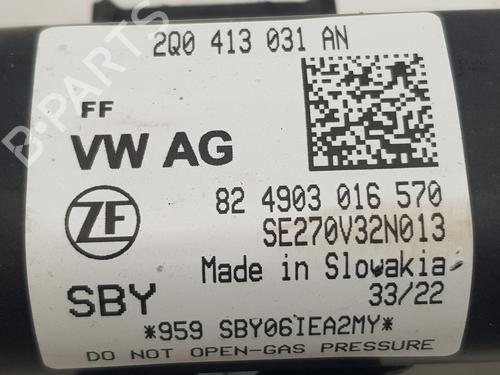 2Q0 413 031 AN
FF
VW AG
ZF
82 4903 016 570
SE270V32N013
Made in Slowakia
SBY
33/22
*959 SBY06IEA2MY*
DO NOT OPEN-GAS PRESSURE
B-PARTS